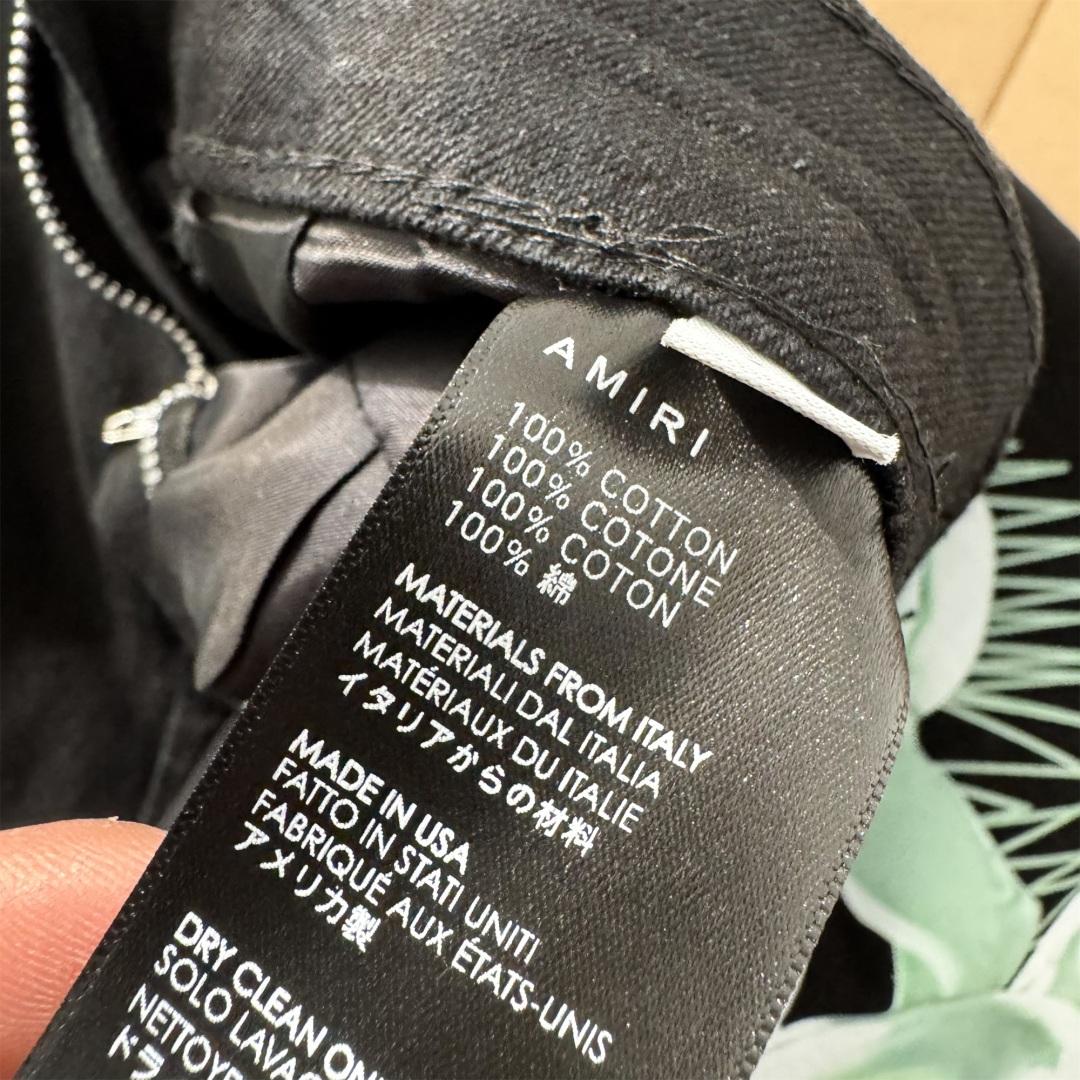 AMIRI
100% COTTON
100% COTONE
100% COTON
100% 綿
MATERIALS FROM ITALY
MATERIALI DAL ITALIA
MATÉRIAUX DU ITALIE
イタリアからの材料
MADE IN USA
FATTO IN STATI UNITI
FABRIQUÉ AUX ÉTATS-UNIS
アメリカ製
DRY CLEAN
SOLO